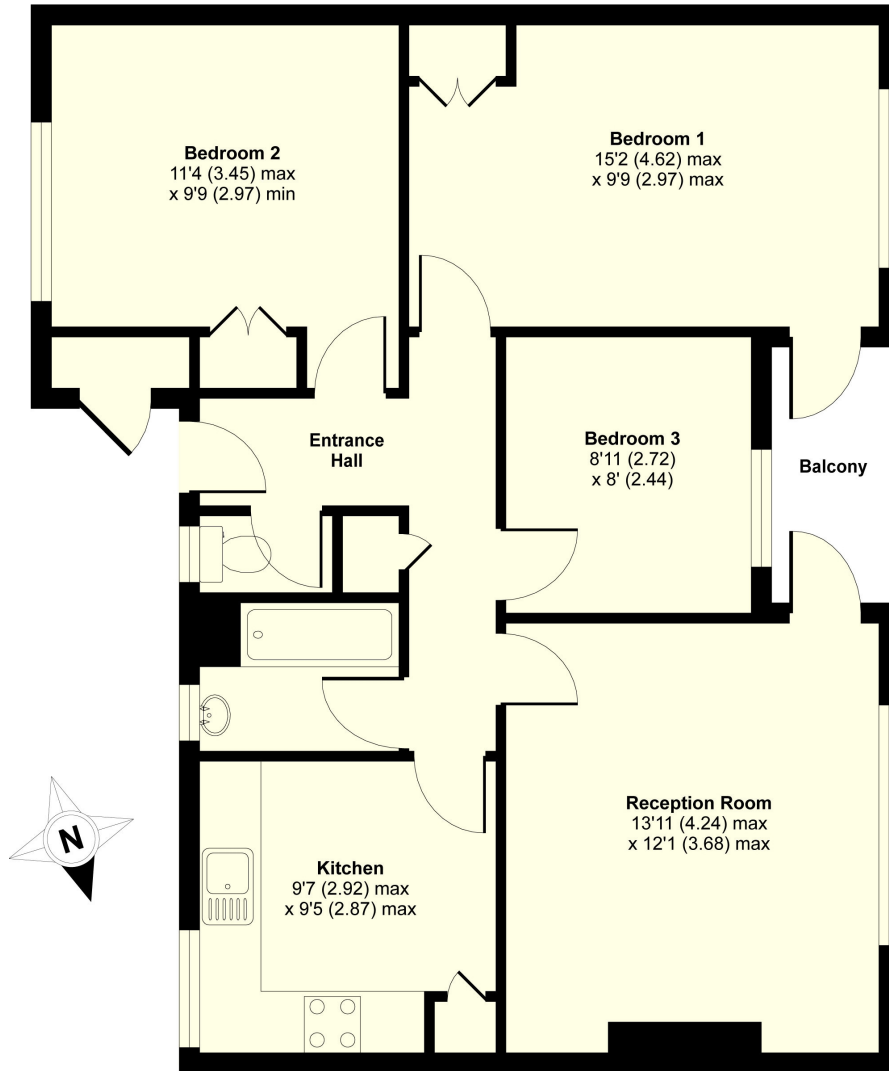 Bedroom 2
11'4 (3.45) max
x 9'9 (2.97) min
Bedroom 1
15'2 (4.62) max
x 9'9 (2.97) max
Entrance
Hall
Bedroom 3
8'11 (2.72)
x 8' (2.44)
Balcony
Reception Room
13'11 (4.24) max
x 12'1 (3.68) max
N
Kitchen
9'7 (2.92) max
x 9'5 (2.87) max